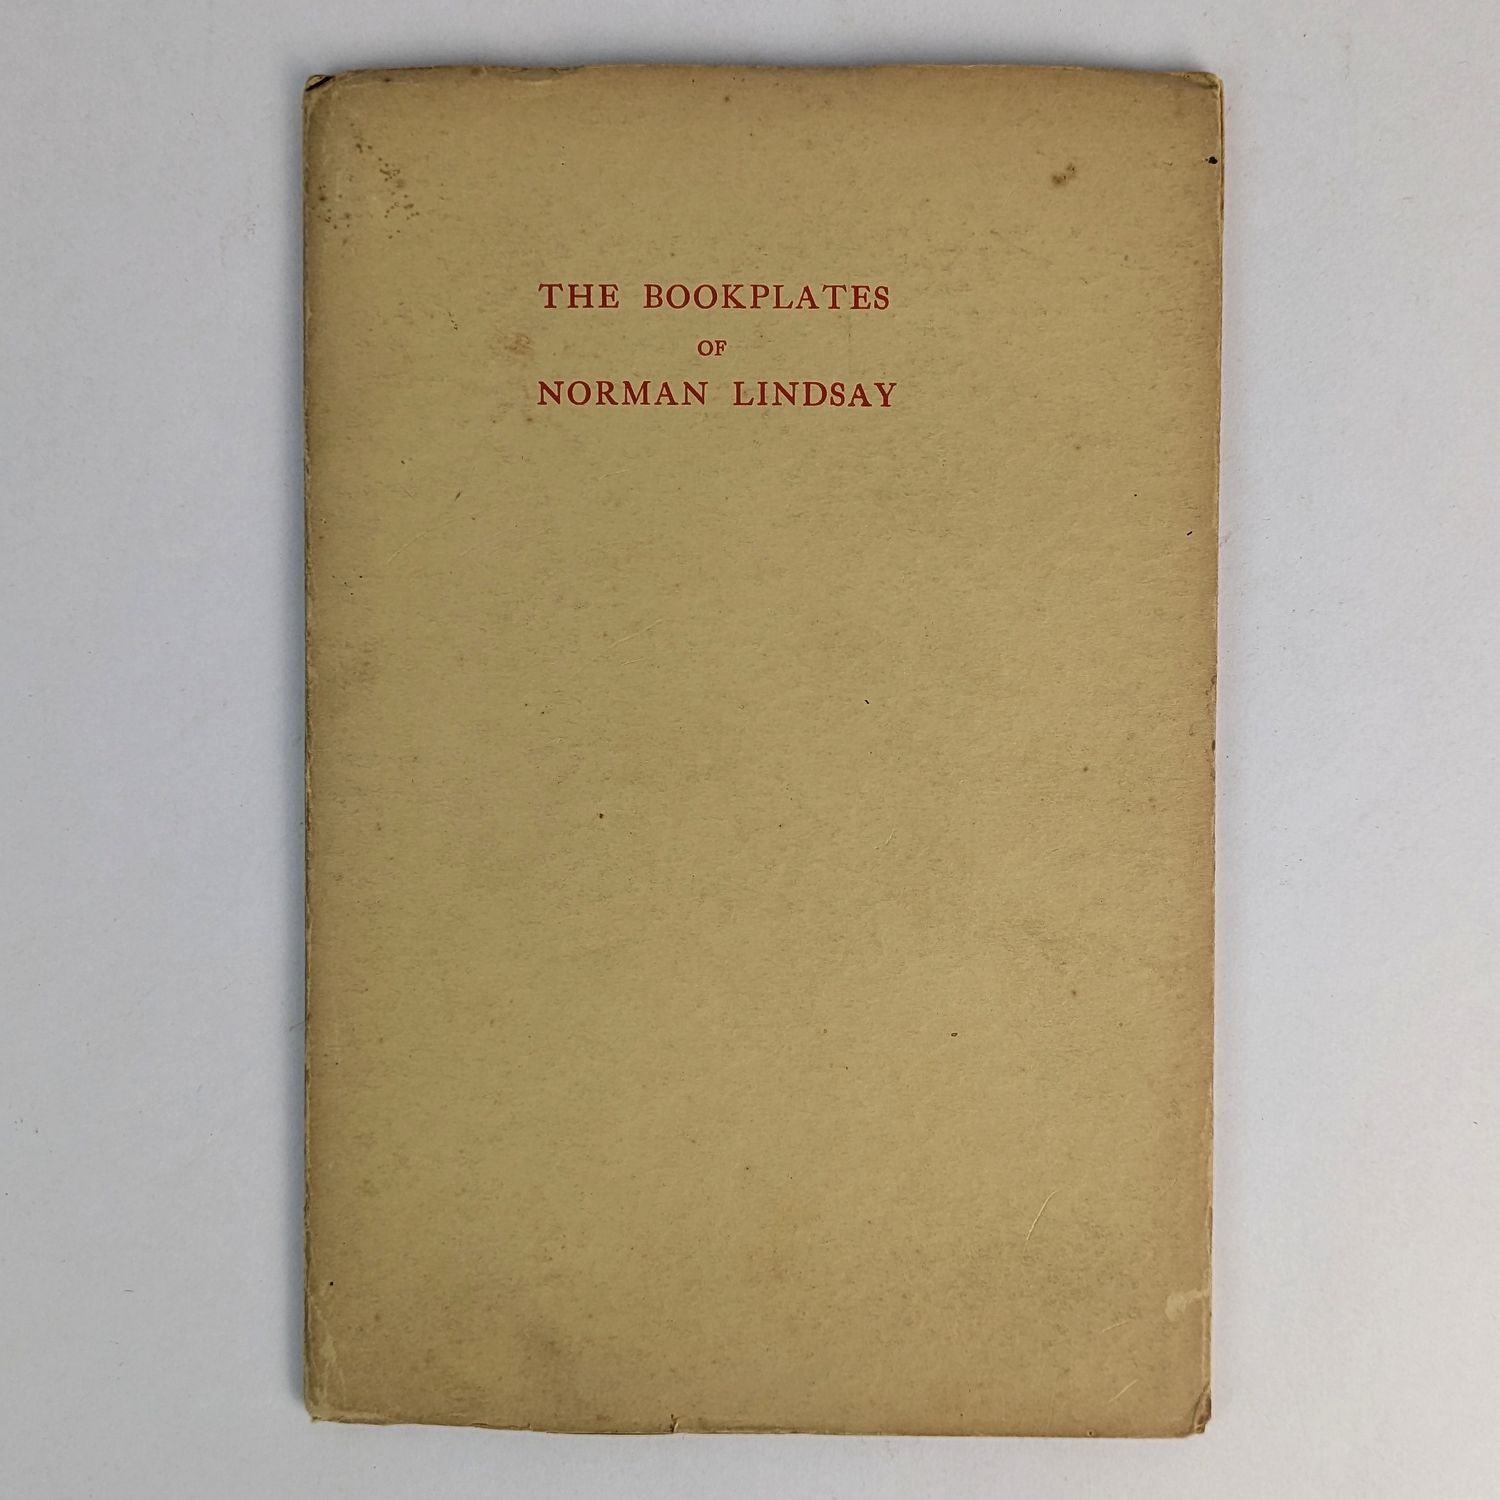 THE BOOKPLATES
OF
NORMAN LINDSAY